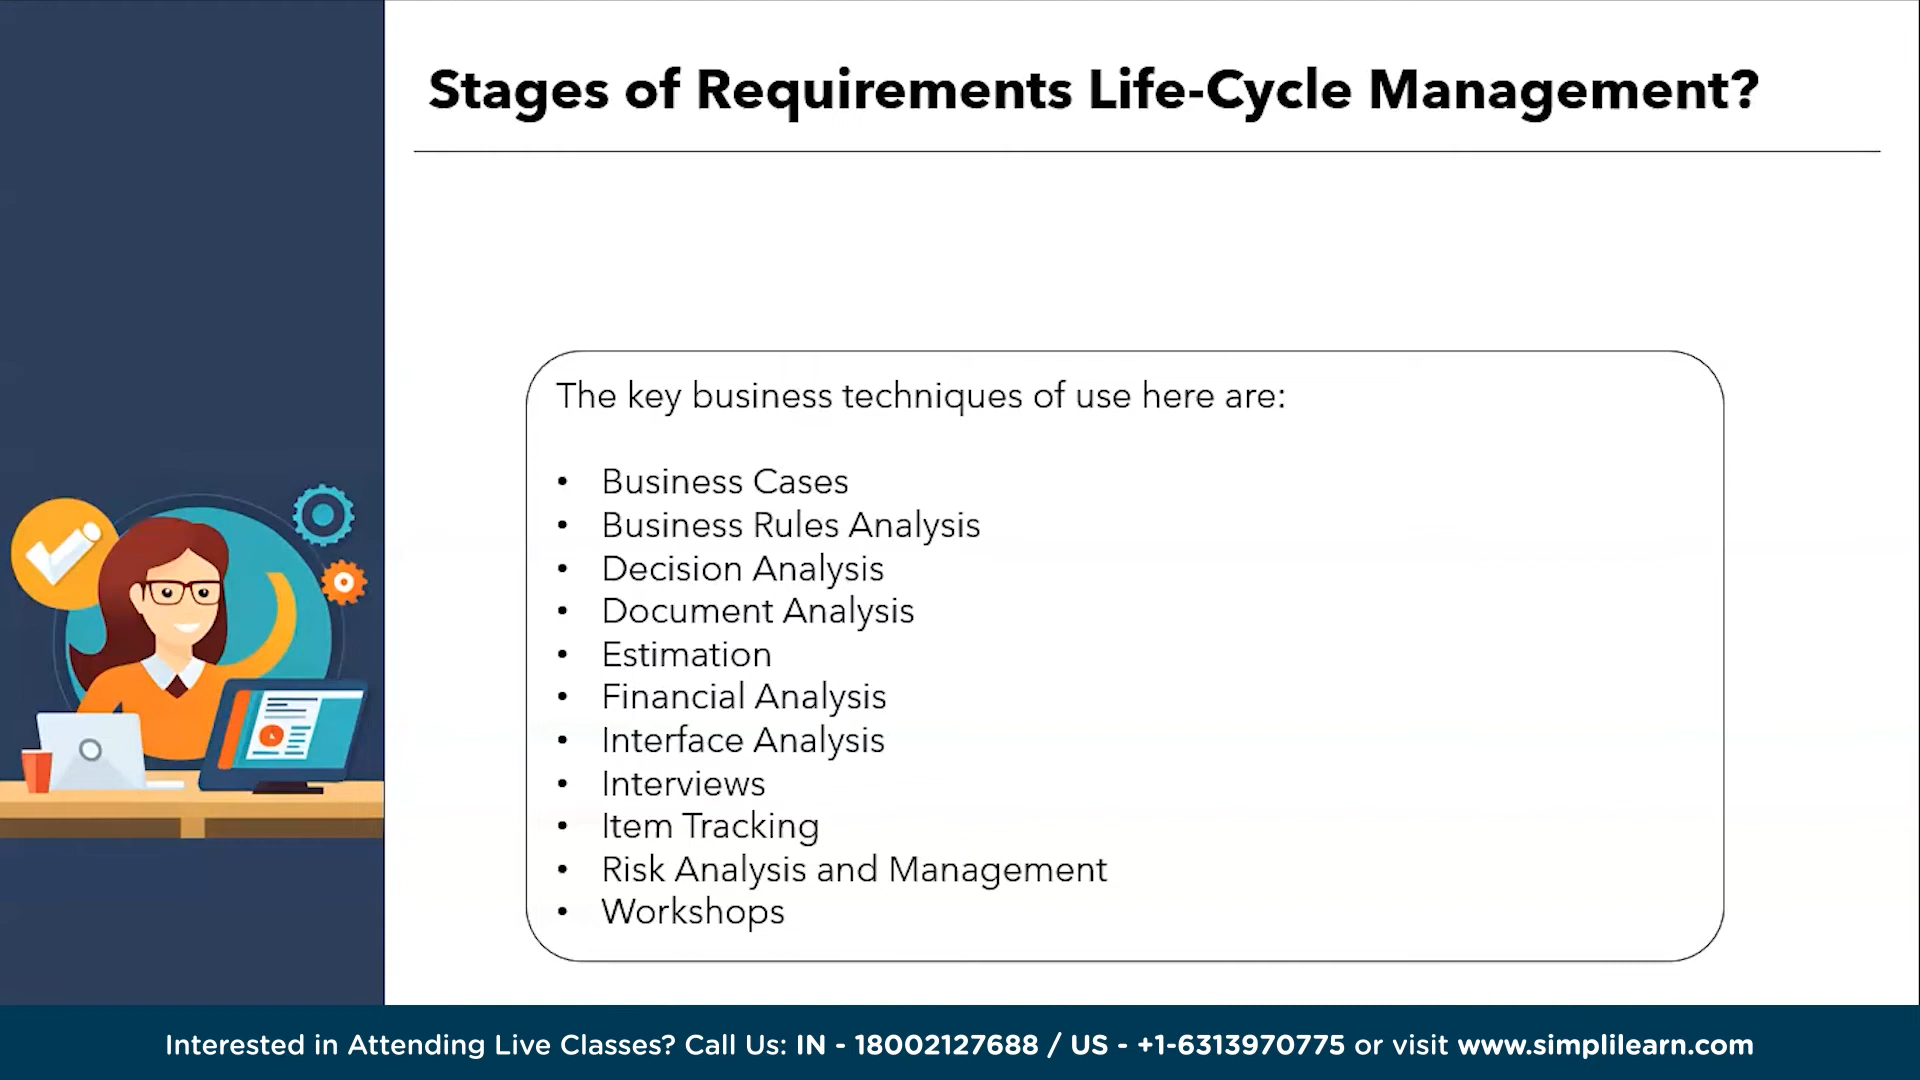 Stages of Requirements Life-Cycle Management?
The key business techniques of use here are:
• Business Cases
• Business Rules Analysis
• Decision Analysis
• Document Analysis
• Estimation
• Financial Analysis
• Interface Analysis
• Interviews
• Item Tracking
• Risk Analysis and Management
• Workshops
Interested in Attending Live Classes? Call Us: IN - 18002127688 / US - +1-6313970775 or visit www.simplilearn.com